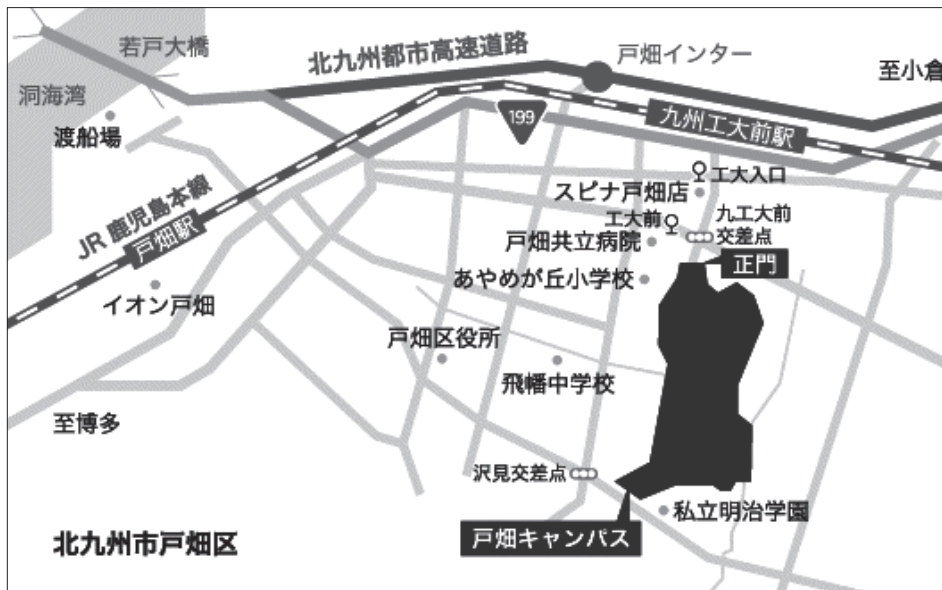 若戸大橋
北九州都市高速道路
戸畑インター
至小倉
洞海湾
渡船場
199
九州工大前駅
工大入口
スピナ戸畑店
JR 鹿児島本線
戸畑駅
工大前
九工大前
交差点
戸畑共立病院
正門
あやめが丘小学校
イオン戸畑
戸畑区役所
飛幡中学校
至博多
沢見交差点
私立明治学園
戸畑キャンパス
北九州市戸畑区